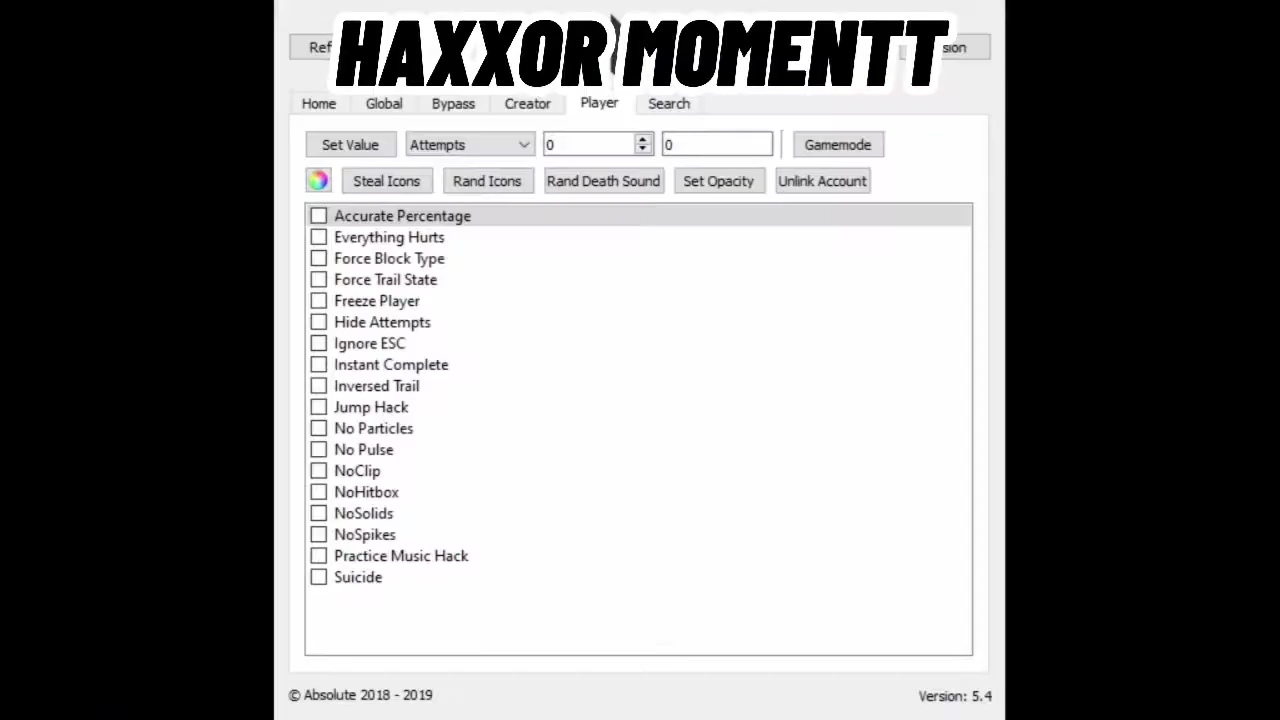 HAXXOR MOMENTT
Ref
sion
Home Global Bypass Creator Player Search
Set Value Attempts 0 0 Gamemode
Steal Icons Rand Icons Rand Death Sound Set Opacity Unlink Account
Accurate Percentage
Everything Hurts
Force Block Type
Force Trail State
Freeze Player
Hide Attempts
Ignore ESC
Instant Complete
Inversed Trail
Jump Hack
No Particles
No Pulse
NoClip
NoHitbox
NoSolids
NoSpikes
Practice Music Hack
Suicide
© Absolute 2018 - 2019 Version: 5.4